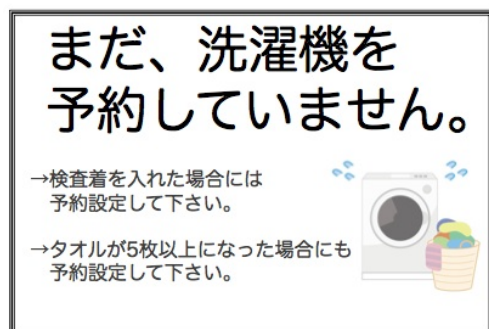 まだ、洗濯機を
予約していません。
→検査着を入れた場合には
予約設定して下さい。
→タオルが5枚以上になった場合にも
予約設定して下さい。